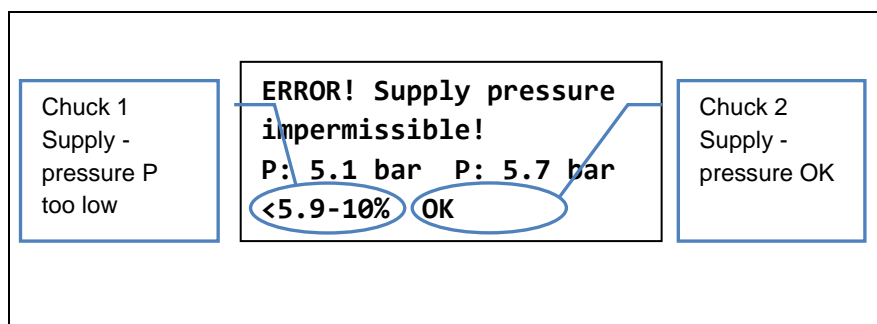 Chuck 1
Supply -
pressure P
too low
ERROR! Supply pressure
impermissible!
P: 5.1 bar  P: 5.7 bar
<5.9-10%  OK
Chuck 2
Supply -
pressure OK